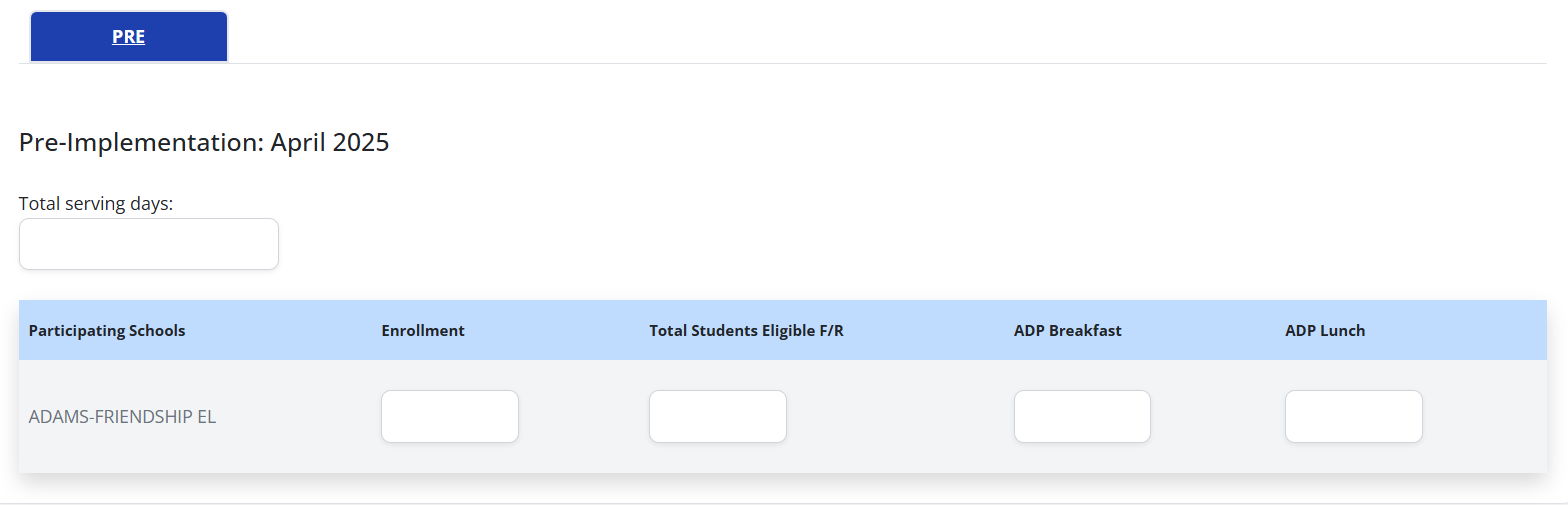 PRE
Pre-Implementation: April 2025
Total serving days:
Participating Schools Enrollment Total Students Eligible F/R ADP Breakfast ADP Lunch
ADAMS-FRIENDSHIP EL